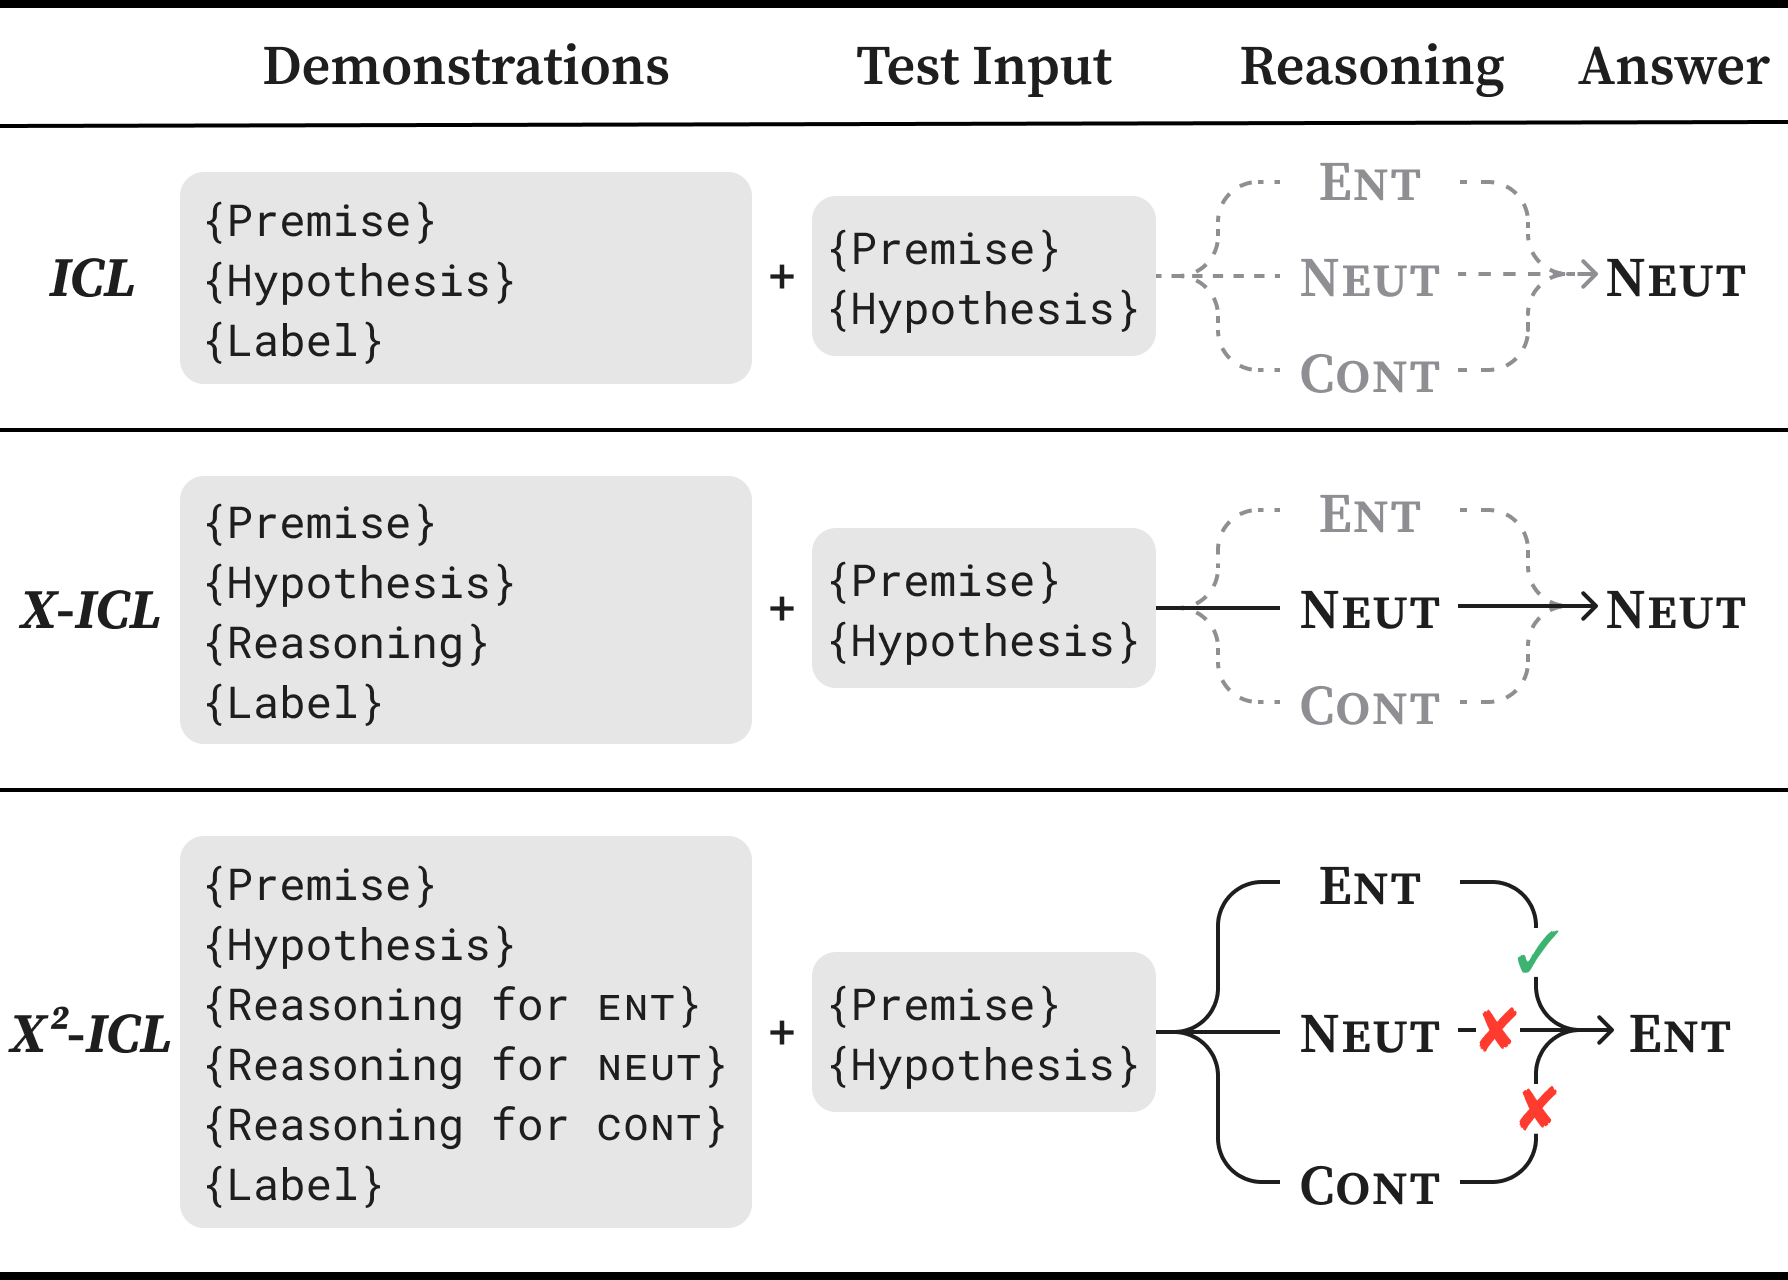 Demonstrations Test Input Reasoning Answer
ICL
{Premise}
{Hypothesis}
{Label}
+
{Premise}
{Hypothesis}
ENT
NEUT
CONT
NEUT
X-ICL
{Premise}
{Hypothesis}
{Reasoning}
{Label}
+
{Premise}
{Hypothesis}
ENT
NEUT
CONT
NEUT
X²-ICL
{Premise}
{Hypothesis}
{Reasoning for ENT}
{Reasoning for NEUT}
{Reasoning for CONT}
{Label}
+
{Premise}
{Hypothesis}
ENT
NEUT
CONT
ENT